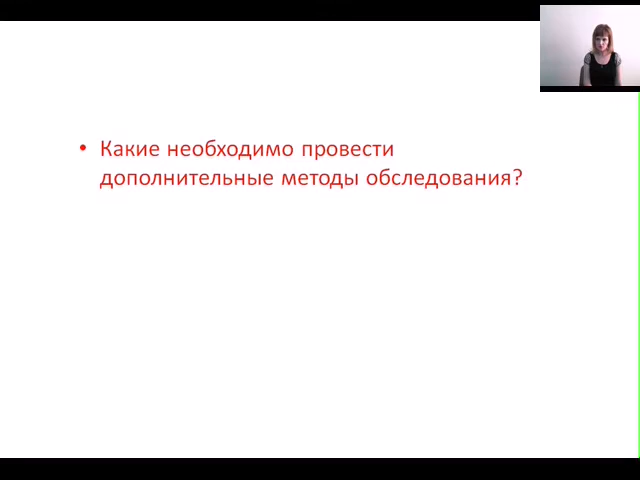 • Какие необходимо провести
дополнительные методы обследования?